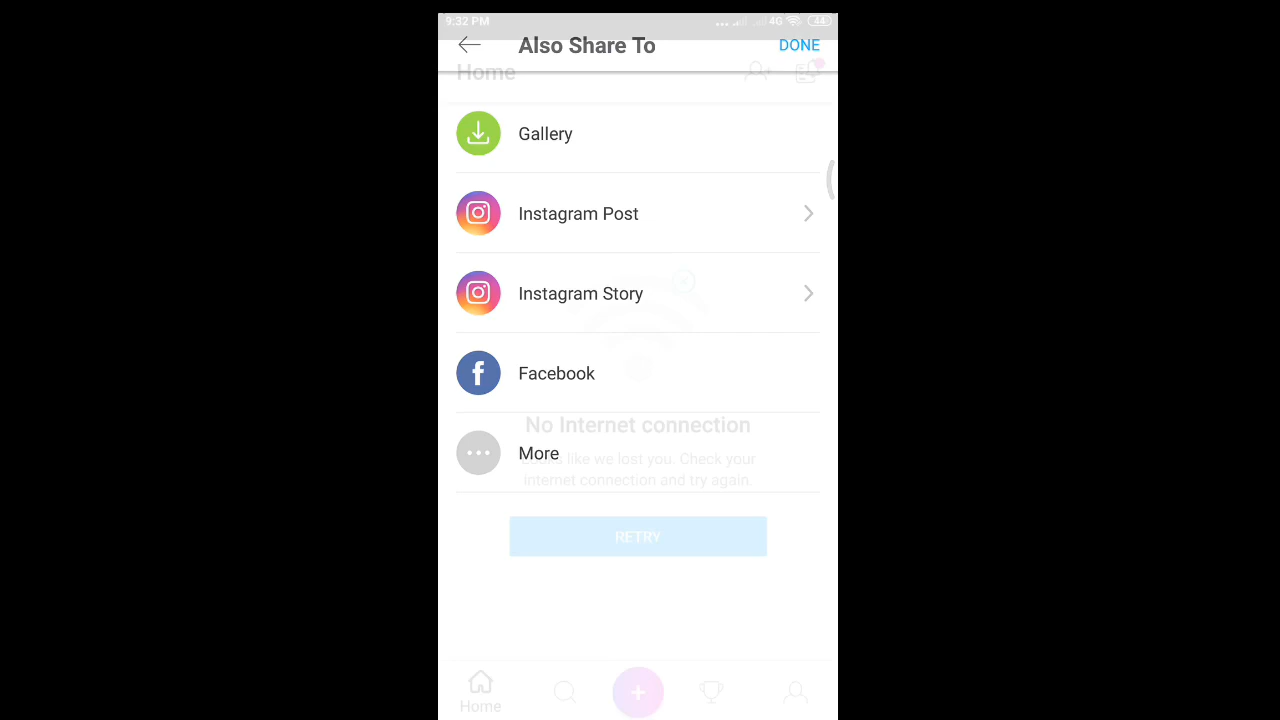 9:32 PM
4G
44
Also Share To
DONE
Home
Gallery
Instagram Post
Instagram Story
Facebook
No Internet connection
More
like we lost you. Check your
internet connection and try again.
RETRY
Home